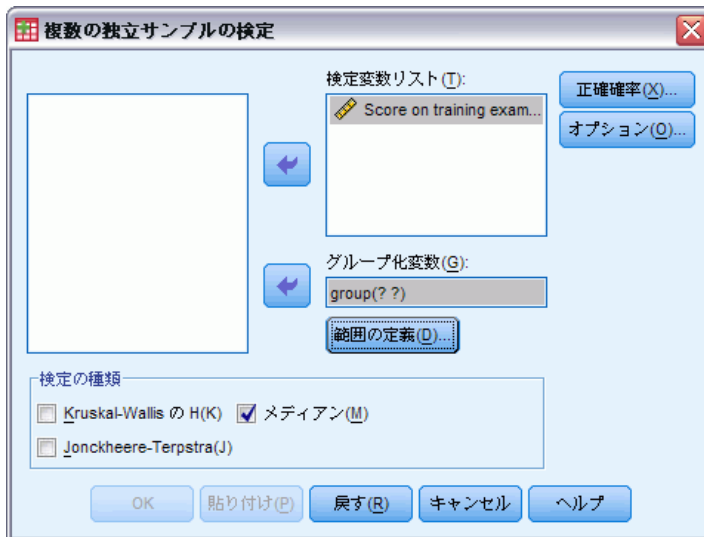 複数の独立サンプルの検定
検定変数リスト(T):
Score on training exam...
正確確率(X)...
オプション(O)...
グループ化変数(G):
group(? ?)
範囲の定義(D)...
検定の種類
Kruskal-Wallis の H(K)
メディアン(M)
Jonckheere-Terpstra(J)
OK
貼り付け(P)
戻す(R)
キャンセル
ヘルプ